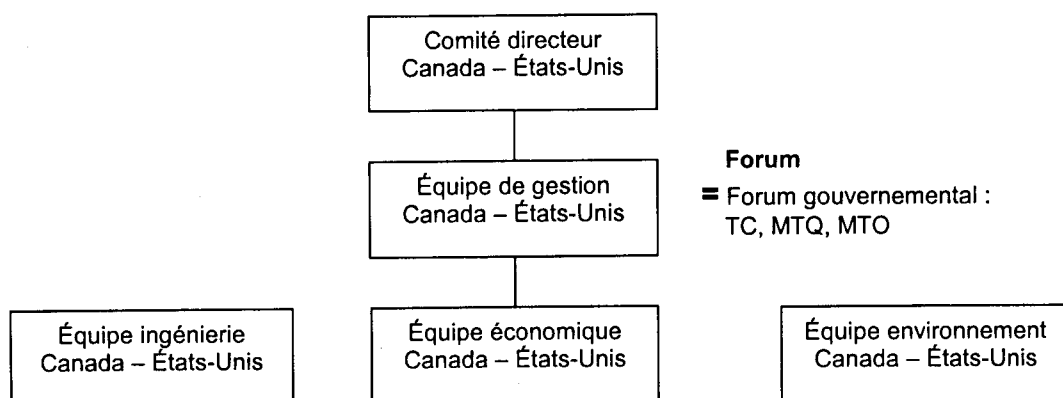 Comité directeur
Canada – États-Unis
Équipe de gestion
Canada – États-Unis
Forum
= Forum gouvernemental :
TC, MTQ, MTO
Équipe ingénierie
Canada – États-Unis
Équipe économique
Canada – États-Unis
Équipe environnement
Canada – États-Unis